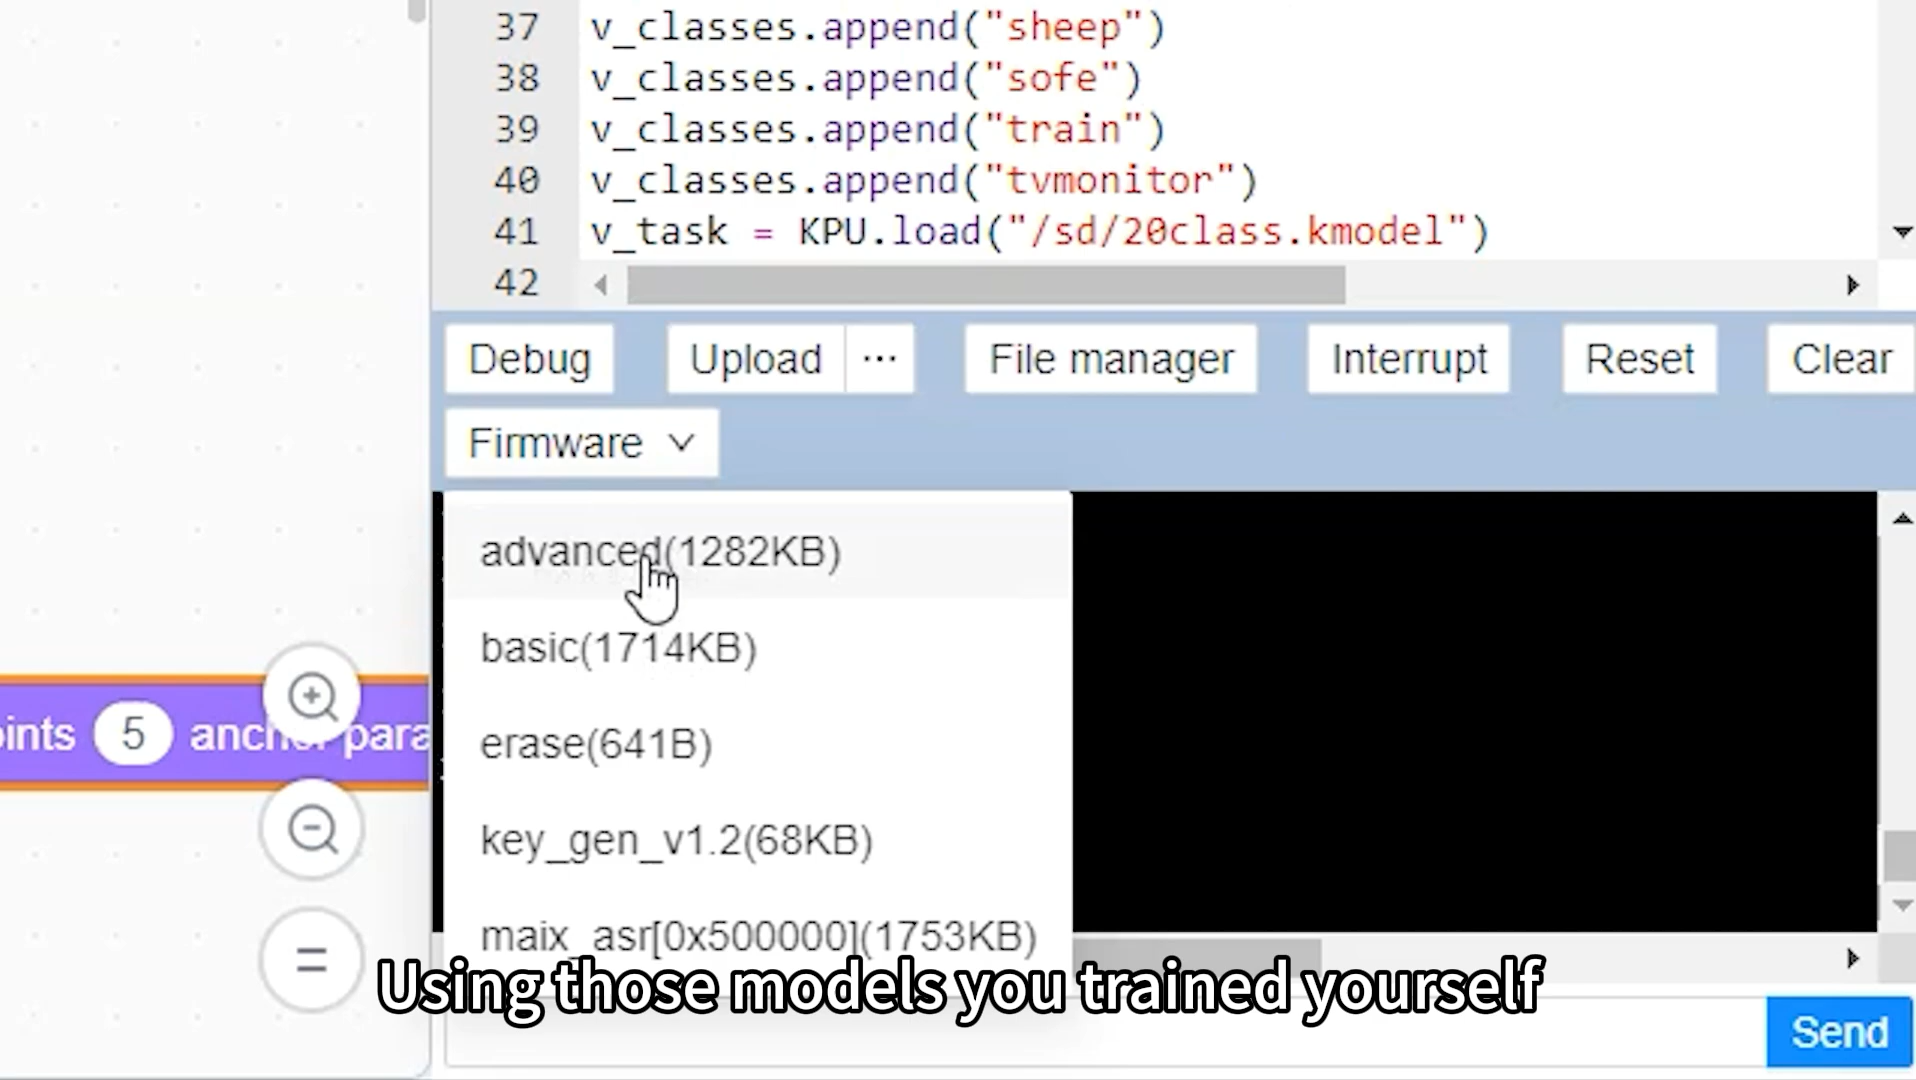 37 v_classes.append("sheep")
38 v_classes.append("sofe")
39 v_classes.append("train")
40 v_classes.append("tvmonitor")
41 v_task = KPU.load("/sd/20class.kmodel")
42
Debug Upload ··· File manager Interrupt Reset Clear
Firmware
advanced(1282KB)
basic(1714KB)
oints 5 anchor para
erase(641B)
key_gen_v1.2(68KB)
maix_asr[0x500000](1753KB)
Using those models you trained yourself
Send